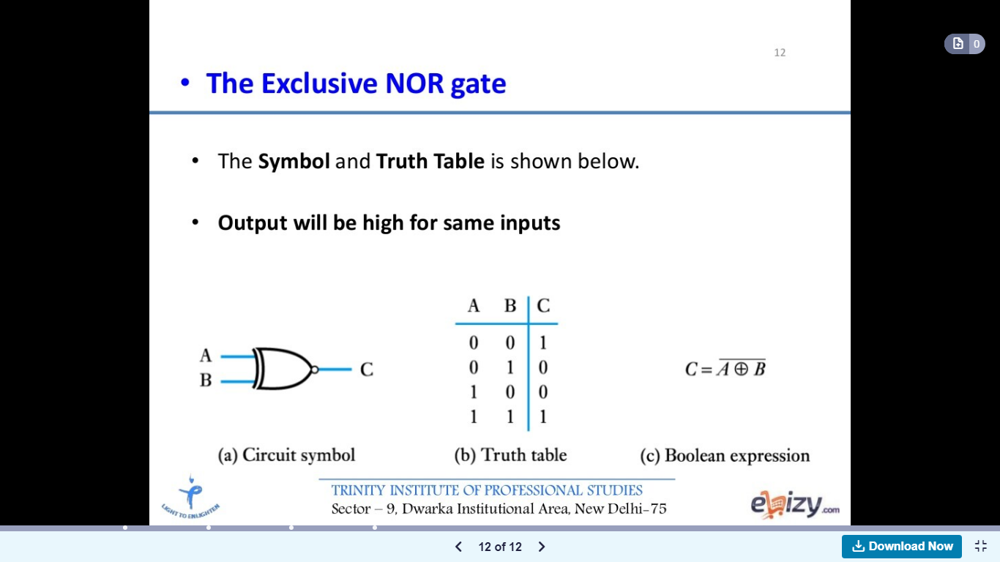 0
12
• The Exclusive NOR gate
• The Symbol and Truth Table is shown below.
• Output will be high for same inputs
A B C
0 0 1
0 1 0
1 0 0
1 1 1
A
B
C
C = \overline{A ⊕ B}
(a) Circuit symbol
(b) Truth table
(c) Boolean expression
LIGHT TO ENLIGHTEN
TRINITY INSTITUTE OF PROFESSIONAL STUDIES
Sector – 9, Dwarka Institutional Area, New Delhi-75
ebizy.com
12 of 12
Download Now